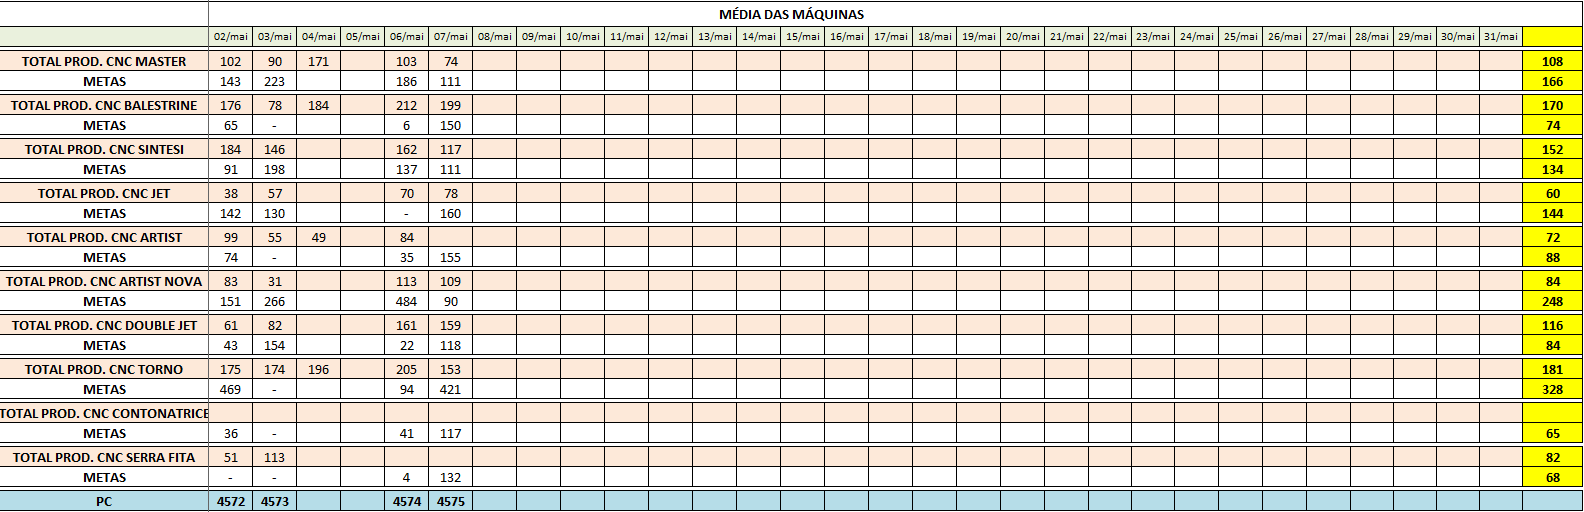 MÉDIA DAS MÁQUINAS
02/mai 03/mai 04/mai 05/mai 06/mai 07/mai 08/mai 09/mai 10/mai 11/mai 12/mai 13/mai 14/mai 15/mai 16/mai 17/mai 18/mai 19/mai 20/mai 21/mai 22/mai 23/mai 24/mai 25/mai 26/mai 27/mai 28/mai 29/mai 30/mai 31/mai
TOTAL PROD. CNC MASTER 102 90 171 103 74 108
METAS 143 223 186 111 166
TOTAL PROD. CNC BALESTRINE 176 78 184 212 199 170
METAS 65 - 6 150 74
TOTAL PROD. CNC SINTESI 184 146 162 117 152
METAS 91 198 137 111 134
TOTAL PROD. CNC JET 38 57 70 78 60
METAS 142 130 - 160 144
TOTAL PROD. CNC ARTIST 99 55 49 84 72
METAS 74 - 35 155 88
TOTAL PROD. CNC ARTIST NOVA 83 31 113 109 84
METAS 151 266 484 90 248
TOTAL PROD. CNC DOUBLE JET 61 82 161 159 116
METAS 43 154 22 118 84
TOTAL PROD. CNC TORNO 175 174 196 205 153 181
METAS 469 - 94 421 328
TOTAL PROD. CNC CONTONATRICE
METAS 36 - 41 117 65
TOTAL PROD. CNC SERRA FITA 51 113 82
METAS - - 4 132 68
PC 4572 4573 4574 4575